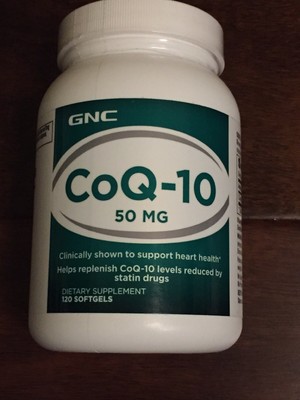 GNC
CoQ-10
50 MG
Clinically shown to support heart health†
Helps replenish CoQ-10 levels reduced by
statin drugs
DIETARY SUPPLEMENT
120 SOFTGELS